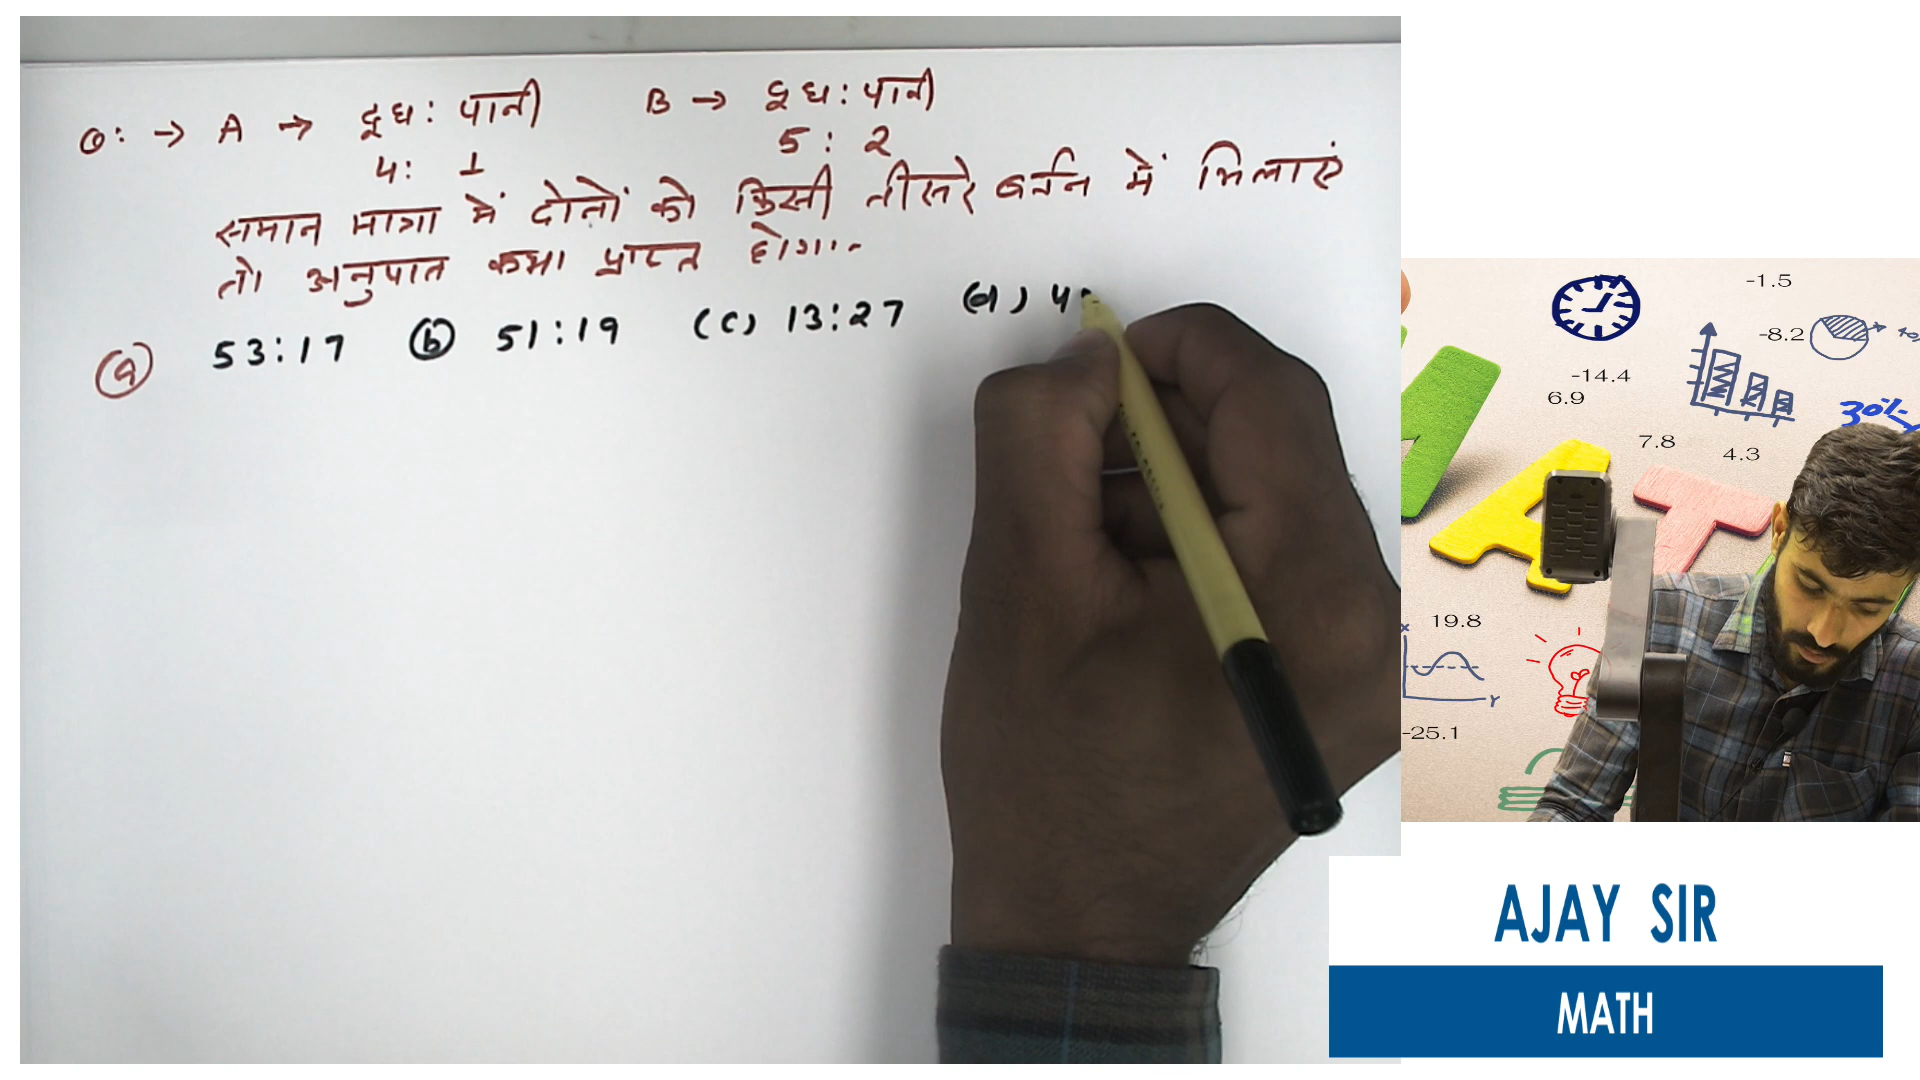 Q: → A → दूध : पानी B → दूध : पानी
4 : 1 5 : 2
समान मात्रा में दोनों को किसी तीसरे बर्तन में मिलाएं
तो अनुपात क्या प्राप्त होगा--
(a) 53:17 (b) 51:19 (c) 13:27 (d) 4
-1.5
-8.2
-14.4
6.9
30%
7.8
4.3
19.8
X
Y
-25.1
AJAY SIR
MATH